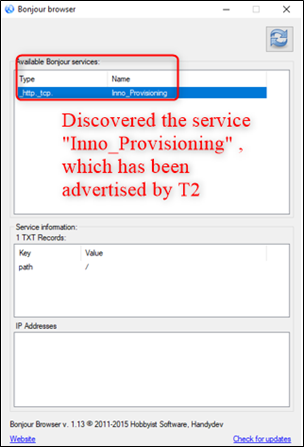 Bonjour browser
Available Bonjour services:
Type Name
_http._tcp. Inno_Provisioning
Discovered the service
"Inno_Provisioning" ,
which has been
advertised by T2
Service information:
1 TXT Records:
Key Value
path /
IP Addresses
Bonjour Browser v. 1.13 ® 2011-2015 Hobbyist Software, Handydev
Website Check for updates